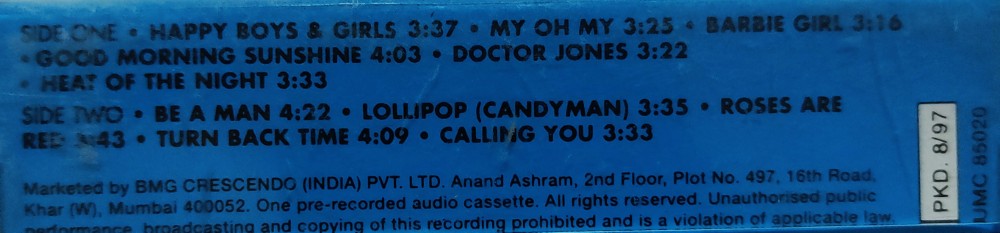 SIDE ONE • HAPPY BOYS & GIRLS 3:37 • MY OH MY 3:25 • BARBIE GIRL 3:16
• GOOD MORNING SUNSHINE 4:03 • DOCTOR JONES 3:22
• HEAT OF THE NIGHT 3:33
SIDE TWO • BE A MAN 4:22 • LOLLIPOP (CANDYMAN) 3:35 • ROSES ARE
RED 3:43 • TURN BACK TIME 4:09 • CALLING YOU 3:33
Marketed by BMG CRESCENDO (INDIA) PVT. LTD. Anand Ashram, 2nd Floor, Plot No. 497, 16th Road,
Khar (W), Mumbai 400052. One pre-recorded audio cassette. All rights reserved. Unauthorised public
performance, broadcasting and copying of this recording prohibited and is a violation of applicable law.
PKD. 8/97
UMC 85020